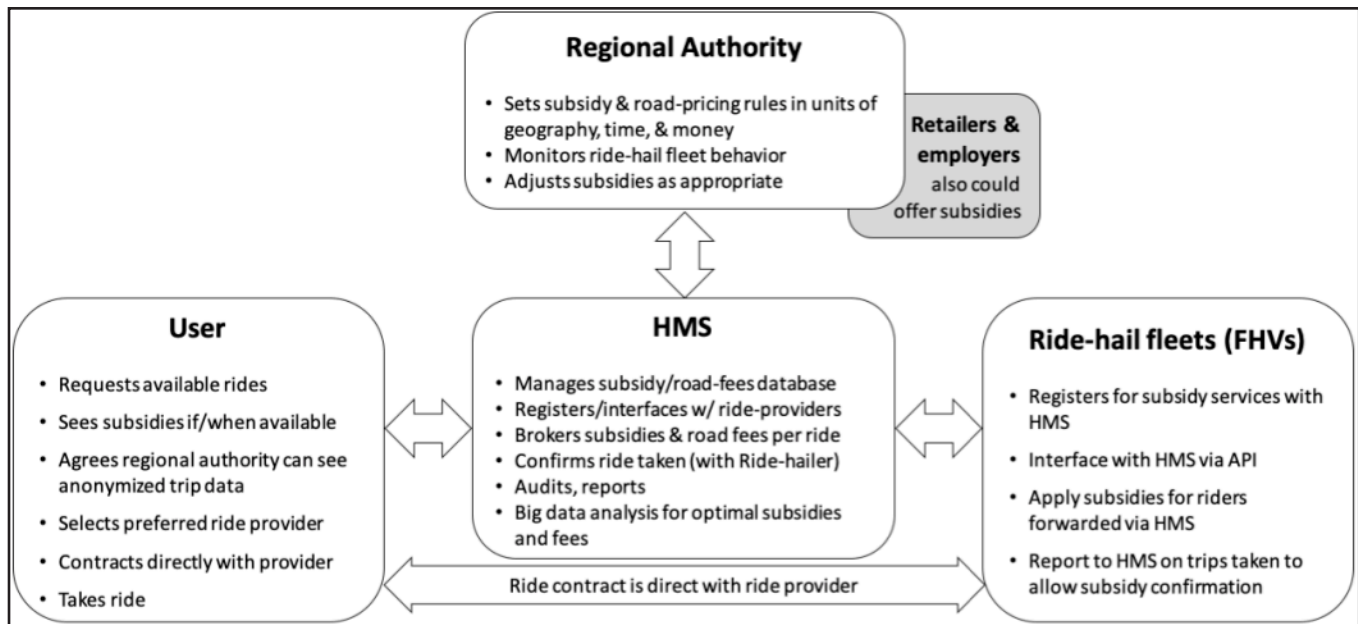 Regional Authority
• Sets subsidy & road-pricing rules in units of
geography, time, & money
• Monitors ride-hail fleet behavior
• Adjusts subsidies as appropriate
Retailers &
employers
also could
offer subsidies
User
• Requests available rides
• Sees subsidies if/when available
• Agrees regional authority can see
anonymized trip data
• Selects preferred ride provider
• Contracts directly with provider
• Takes ride
HMS
• Manages subsidy/road-fees database
• Registers/interfaces w/ ride-providers
• Brokers subsidies & road fees per ride
• Confirms ride taken (with Ride-hailer)
• Audits, reports
• Big data analysis for optimal subsidies
and fees
Ride-hail fleets (FHVs)
• Registers for subsidy services with
HMS
• Interface with HMS via API
• Apply subsidies for riders
forwarded via HMS
• Report to HMS on trips taken to
allow subsidy confirmation
Ride contract is direct with ride provider